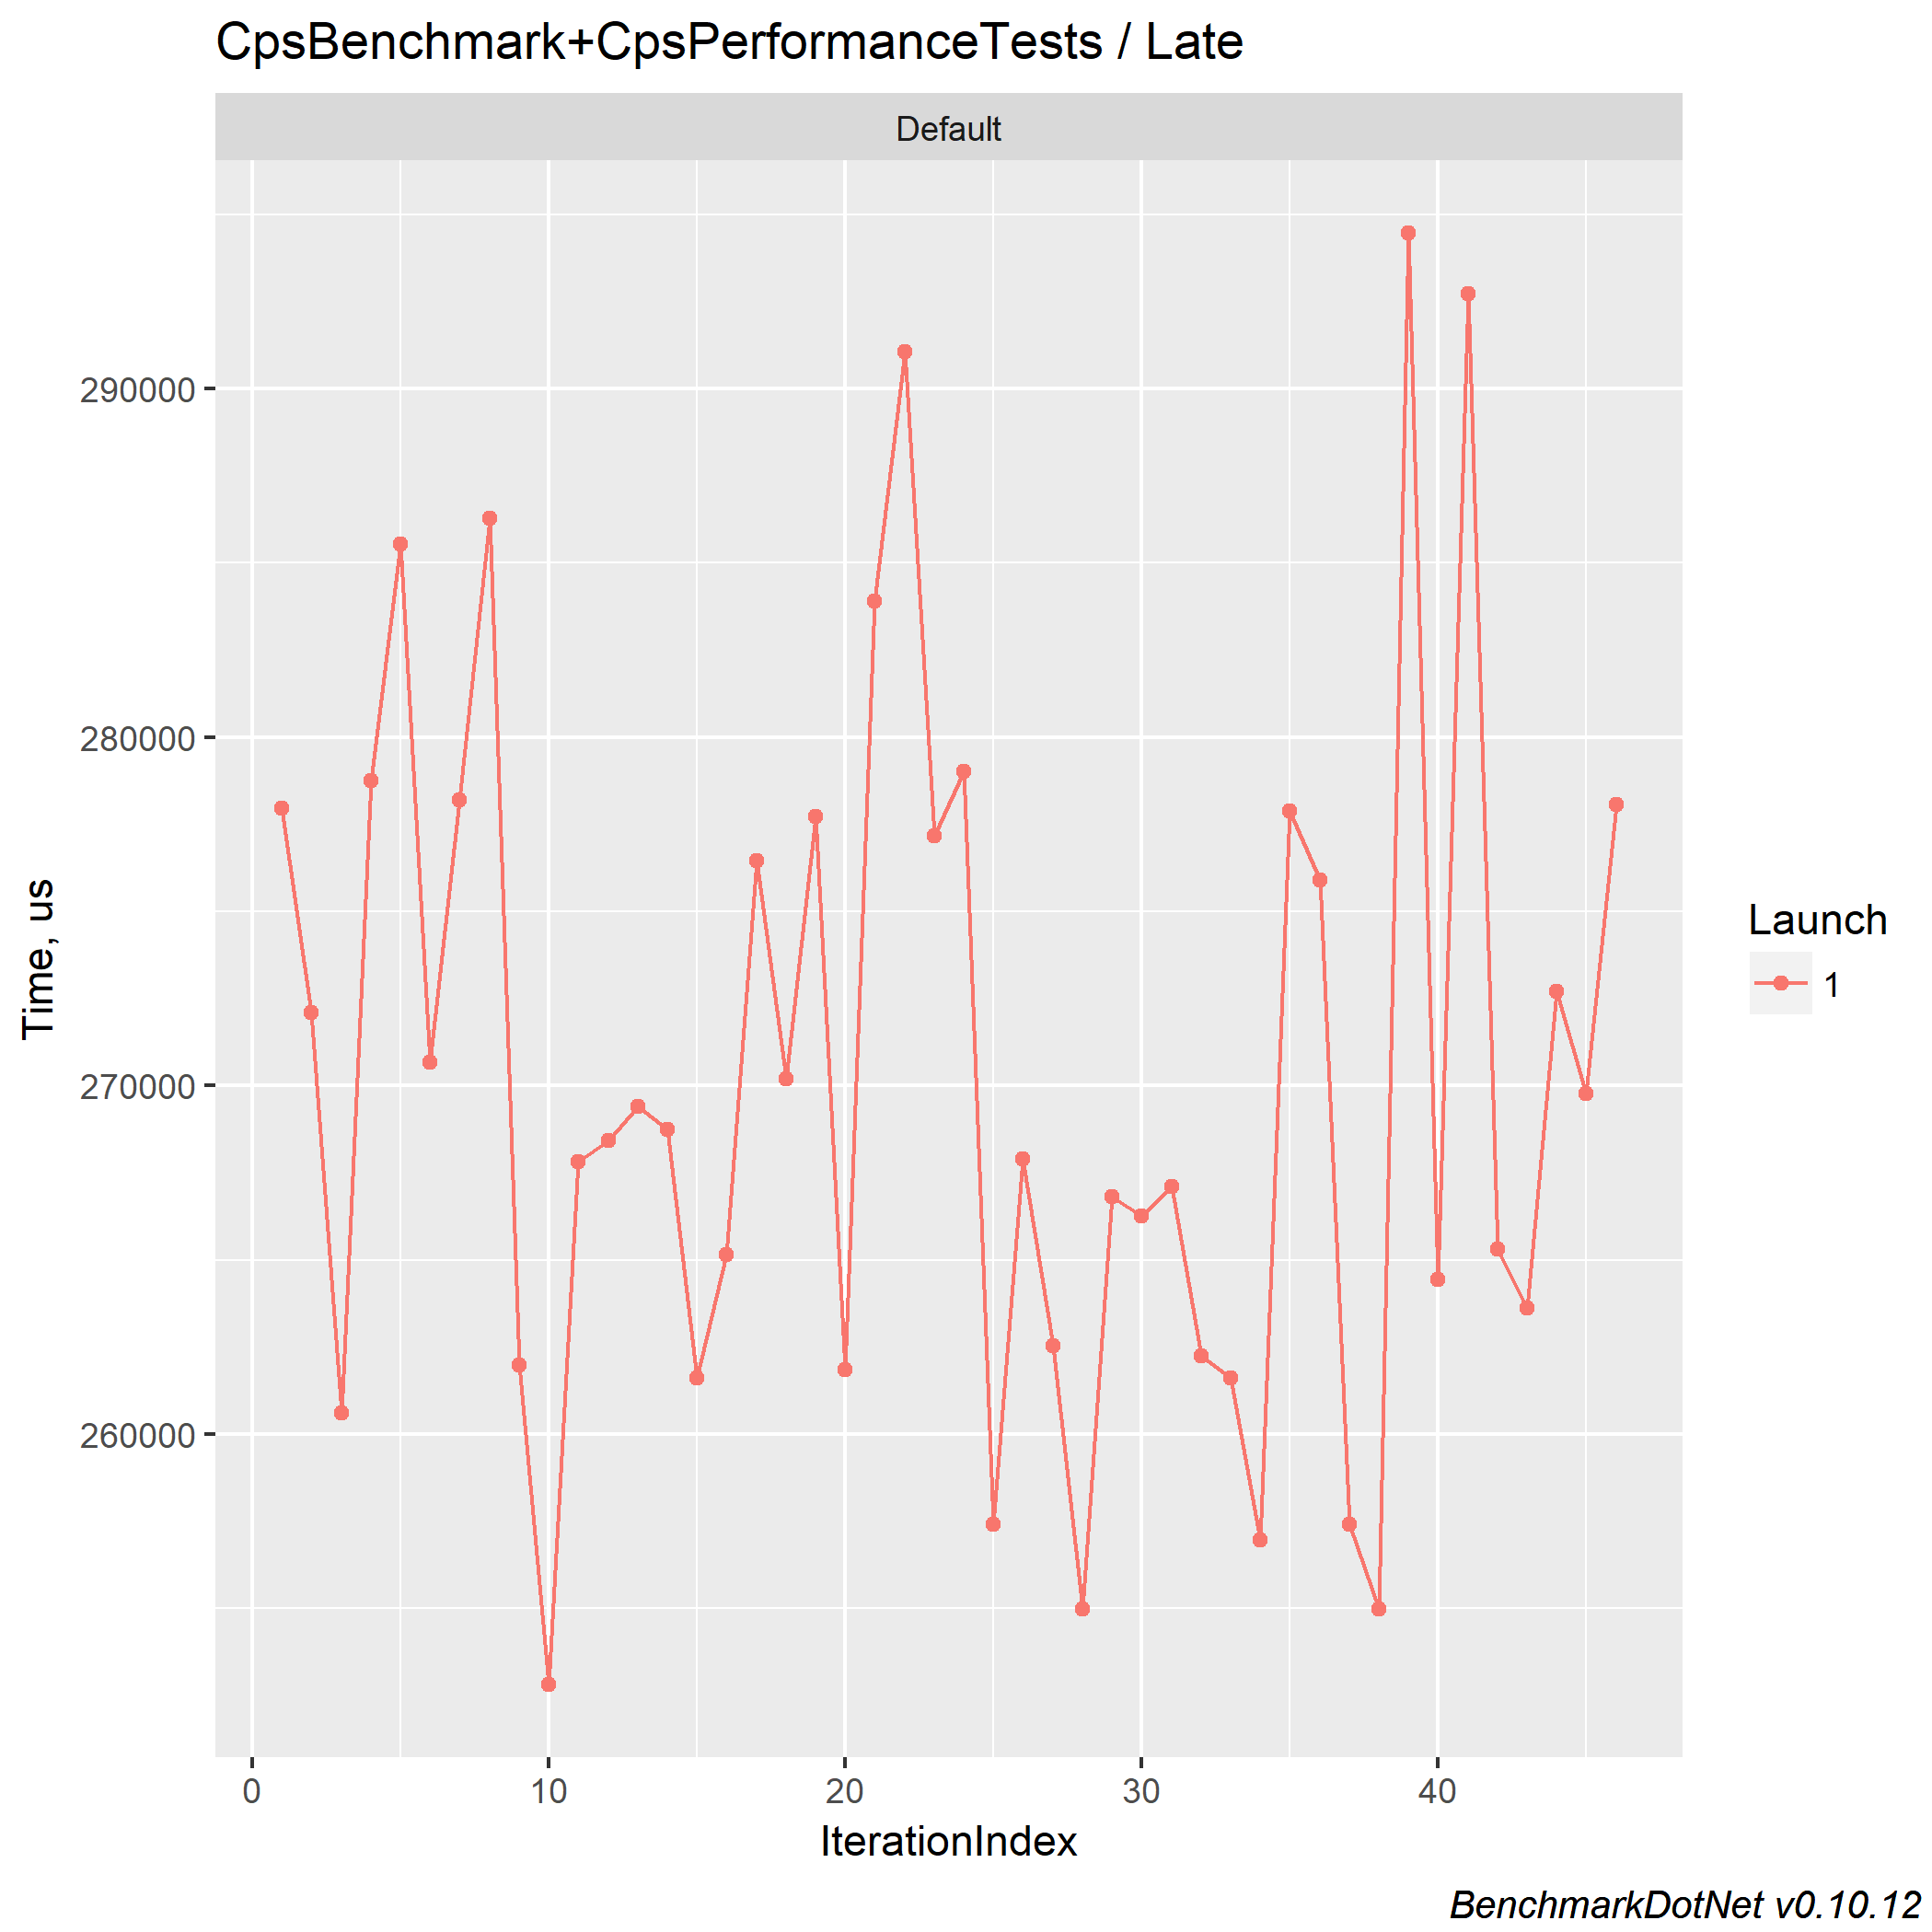 CpsBenchmark+CpsPerformanceTests / Late
Default
Time, us
290000
280000
270000
260000
0 10 20 30 40
IterationIndex
Launch
1
BenchmarkDotNet v0.10.12